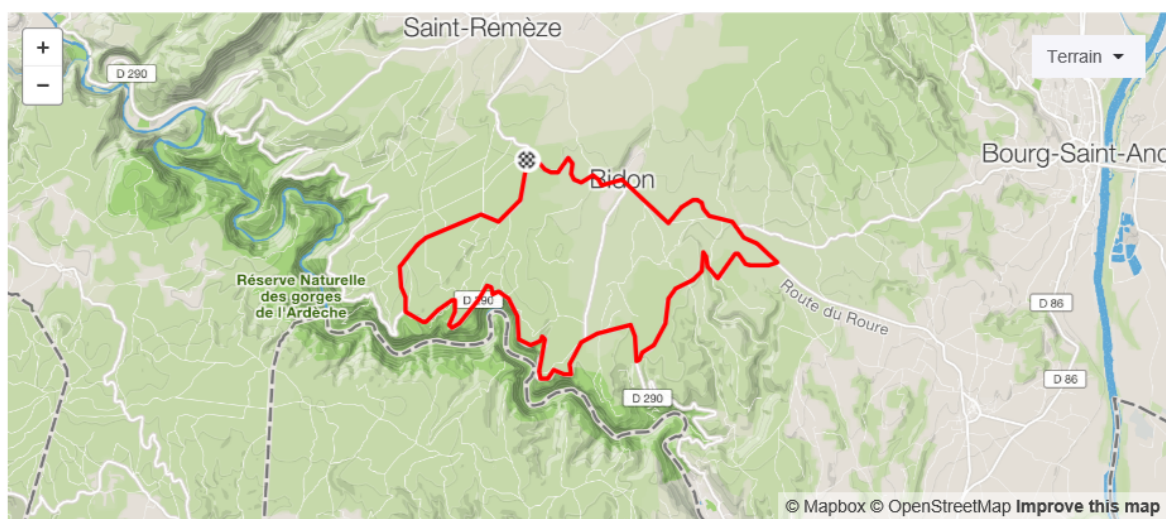 Saint-Remèze
+
−
D 290
Terrain
Bourg-Saint-And
Bidon
Réserve Naturelle
des gorges
de l'Ardèche
D 290
Route du Roure
D 86
D 86
D 290
© Mapbox © OpenStreetMap Improve this map